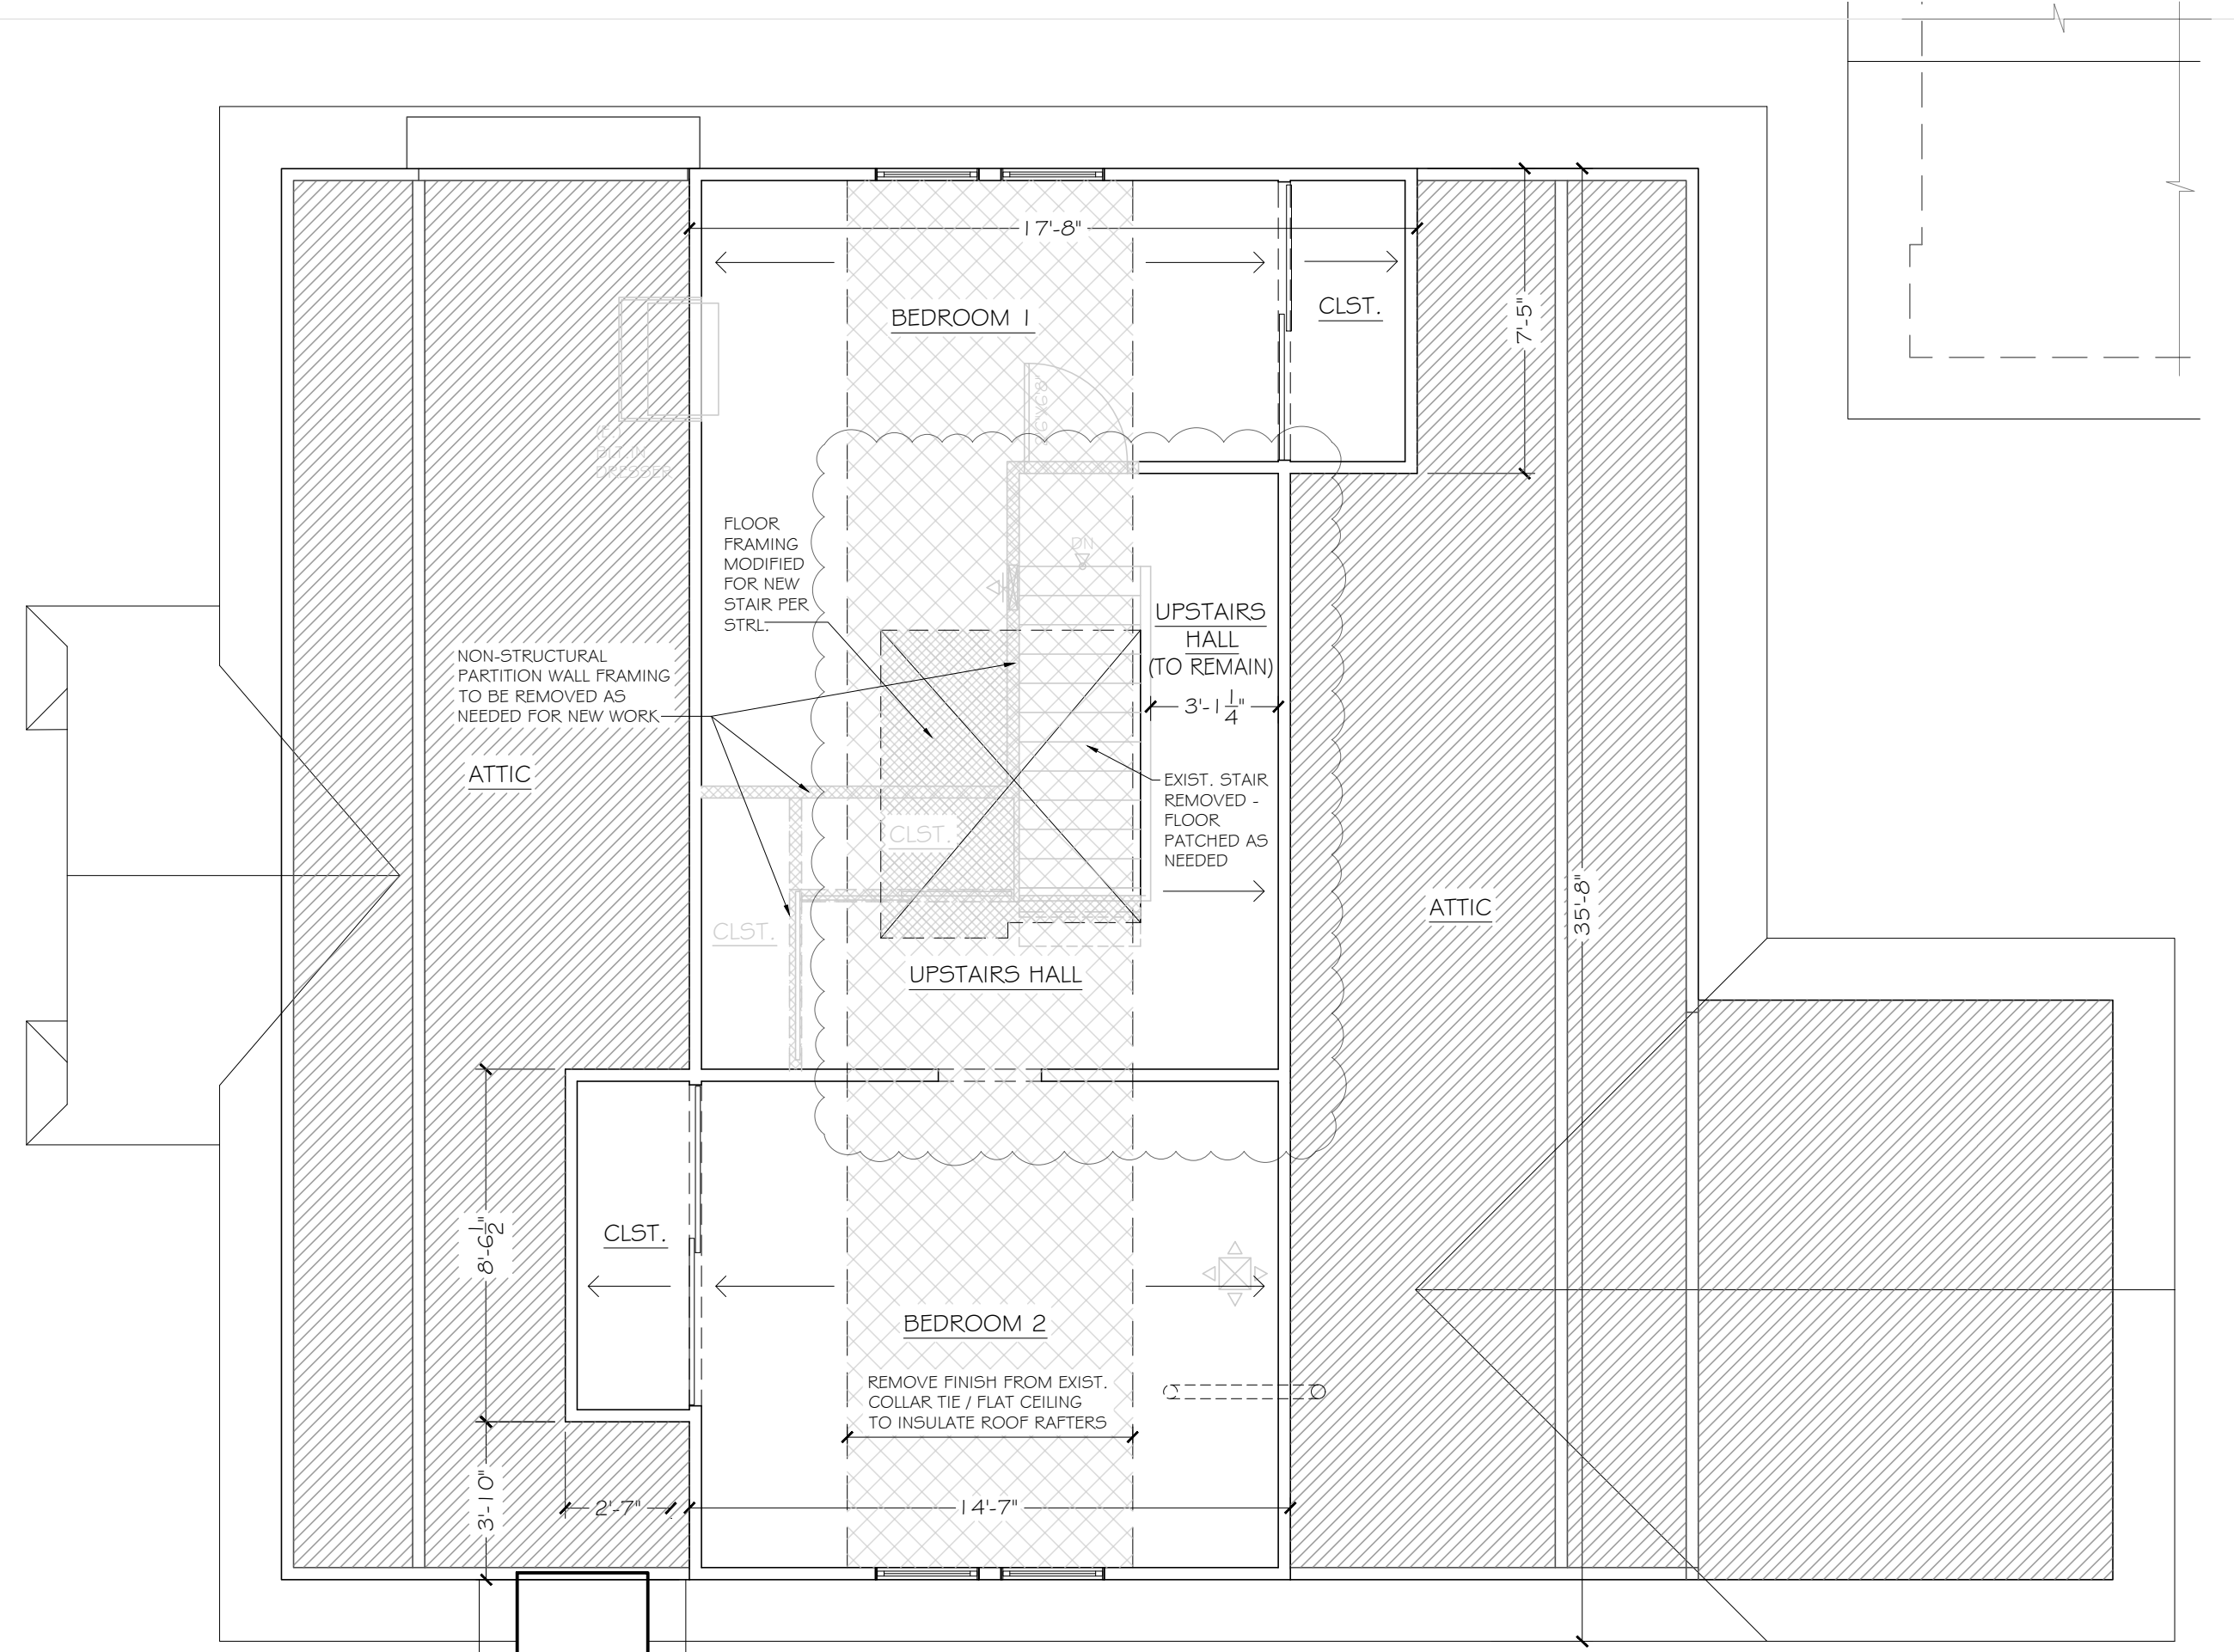 17'-8"
BEDROOM 1
CLST.
7'-5"
BLT.IN
DRESSER
FLOOR
FRAMING
MODIFIED
FOR NEW
STAIR PER
STRL.
DN
UPSTAIRS
HALL
(TO REMAIN)
3'-1 1/4"
NON-STRUCTURAL
PARTITION WALL FRAMING
TO BE REMOVED AS
NEEDED FOR NEW WORK
ATTIC
EXIST. STAIR
REMOVED -
FLOOR
PATCHED AS
NEEDED
CLST.
CLST.
35'-8"
ATTIC
UPSTAIRS HALL
8'-6 1/2"
CLST.
BEDROOM 2
REMOVE FINISH FROM EXIST.
COLLAR TIE / FLAT CEILING
TO INSULATE ROOF RAFTERS
3'-10"
2'-7"
14'-7"